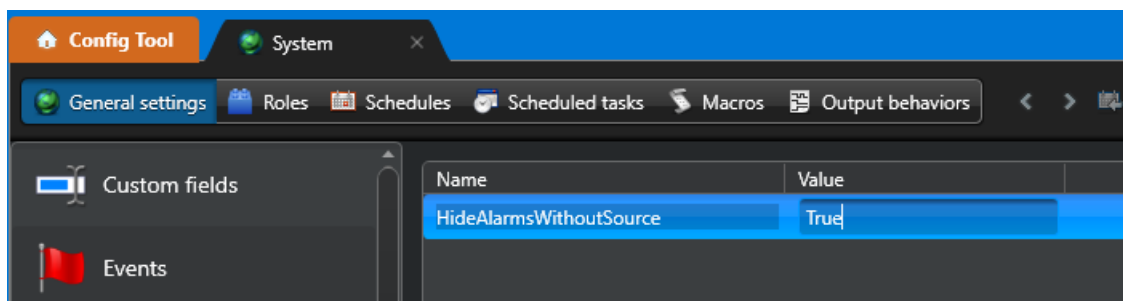 Config Tool System
General settings Roles Schedules Scheduled tasks Macros Output behaviors
Custom fields
Events
Name Value
HideAlarmsWithoutSource True